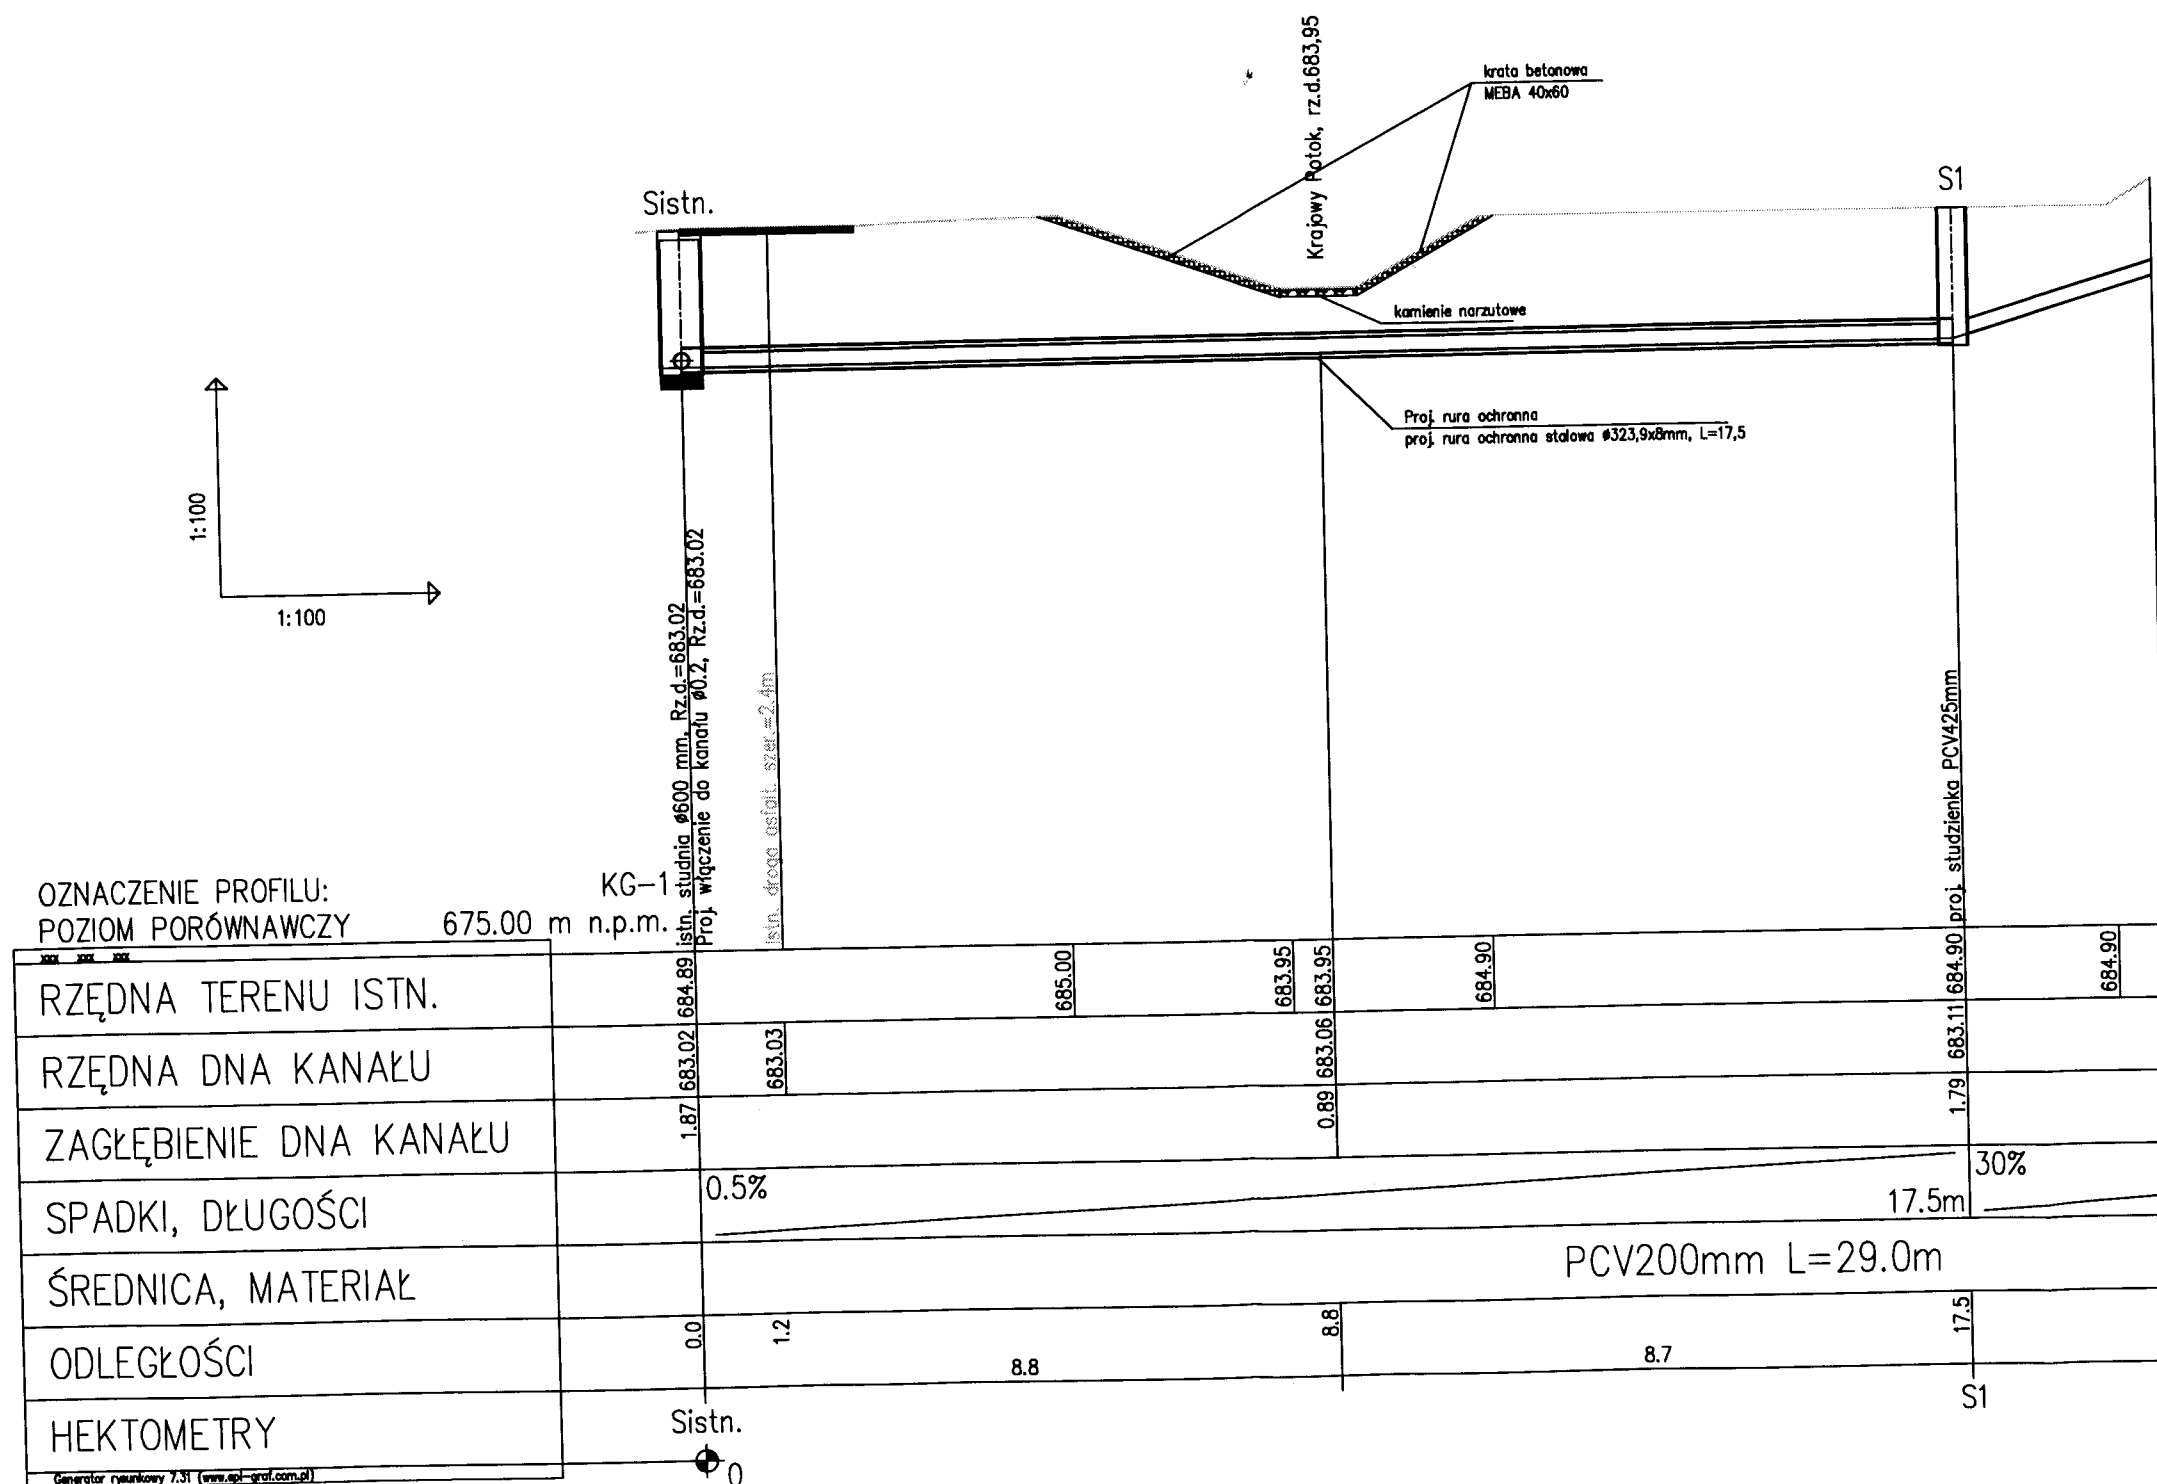 Krajowy Potok, rz.d.683,95
krata betonowa
MEBA 40x60
Sistn.
S1
kamienie narzutowe
Proj. rura ochronna
proj. rura ochronna stalowa ø323,9x8mm, L=17,5
1:100
1:100
istn. studnia ø600 mm, Rz.d.=683.02
Proj. włączenie do kanału ø0.2, Rz.d.=683.02
istn. droga asfalt. szer.=2.4m
proj. studzienka PCV425mm
OZNACZENIE PROFILU: KG-1
POZIOM PORÓWNAWCZY 675.00 m n.p.m.
xxx xxx xxx
RZĘDNA TERENU ISTN. 684.89 685.00 683.95 683.95 684.90 684.90 684.90
RZĘDNA DNA KANAŁU 683.02 683.03 683.06 683.11
ZAGŁĘBIENIE DNA KANAŁU 1.87 0.89 1.79
SPADKI, DŁUGOŚCI 0.5% 17.5m 30%
ŚREDNICA, MATERIAŁ PCV200mm L=29.0m
ODLEGŁOŚCI 0.0 1.2 8.8 8.8 8.7 17.5
HEKTOMETRY Sistn. S1
0
Generator rysunkowy 7.31 (www.epi-graf.com.pl)